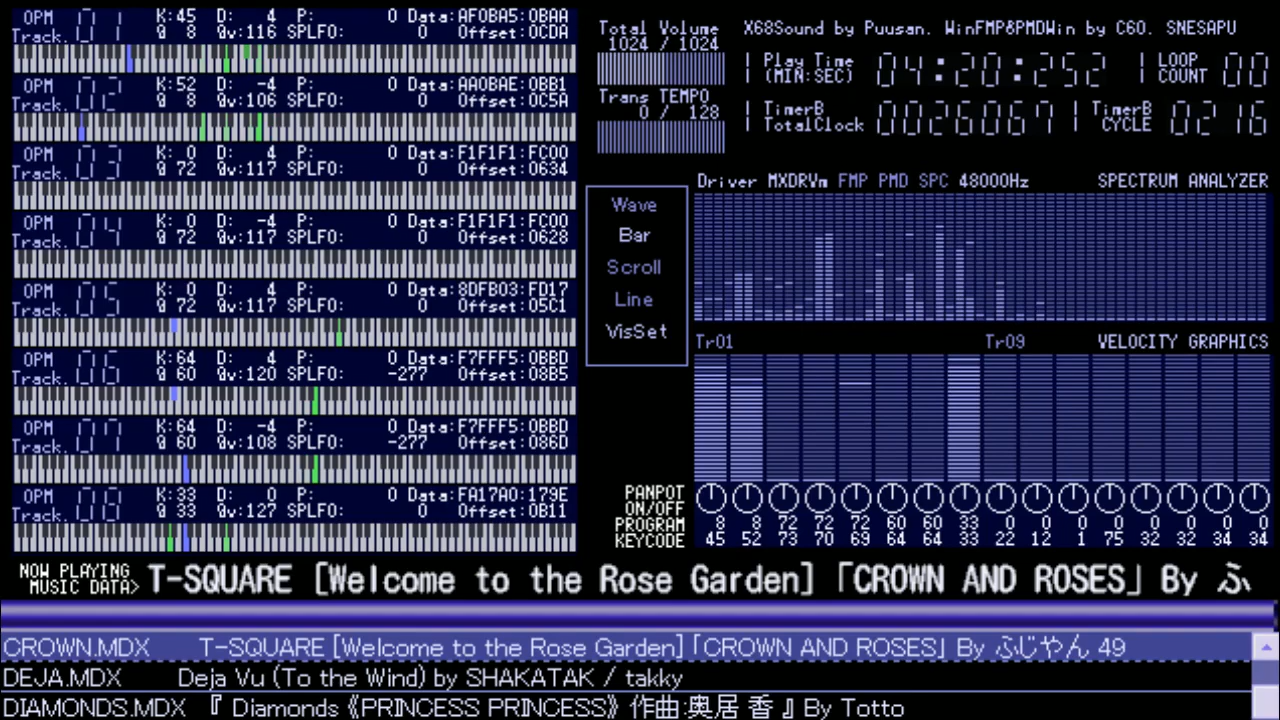 OPM K:45 D: 4 P: 0 Data:AF0BA5:0BAA
Track. 01 @ 8 @v:116 SPLFO: 0 Offset:0CDA
OPM K:52 D: -4 P: 0 Data:AA0BAE:0BB1
Track. 02 @ 8 @v:106 SPLFO: 0 Offset:0C5A
OPM K: 0 D: 4 P: 0 Data:F1F1F1:FC00
Track. 03 @ 72 @v:117 SPLFO: 0 Offset:0634
OPM K: 0 D: -4 P: 0 Data:F1F1F1:FC00
Track. 04 @ 72 @v:117 SPLFO: 0 Offset:0628
OPM K: 0 D: 4 P: 0 Data:8DFB03:FD17
Track. 05 @ 72 @v:117 SPLFO: 0 Offset:05C1
OPM K:64 D: 4 P: 0 Data:F7FFF5:0BBD
Track. 06 @ 60 @v:120 SPLFO: -277 Offset:08B5
OPM K:64 D: -4 P: 0 Data:F7FFF5:0BBD
Track. 07 @ 60 @v:108 SPLFO: -277 Offset:086D
OPM K:33 D: 0 P: 0 Data:FA17A0:179E
Track. 08 @ 33 @v:127 SPLFO: 0 Offset:0B11
Total Volume
1024 / 1024
Trans TEMPO
0 / 128
X68Sound by Puusan. WinFMP&PMDWin by C60. SNESAPU
Play Time (MIN:SEC) 04:20:252 LOOP COUNT 00
TimerB TotalClock 0026067 TimerB CYCLE 0216
Wave
Bar
Scroll
Line
VisSet
Driver MXDRVm FMP PMD SPC 48000Hz SPECTRUM ANALYZER
Tr01 Tr09 VELOCITY GRAPHICS
PANPOT
ON/OFF
PROGRAM 8 8 72 72 72 60 60 33 0 0 0 0 0 0 0 0
KEYCODE 45 52 73 70 69 64 64 33 22 12 1 75 32 32 34 34
NOW PLAYING
MUSIC DATA> T-SQUARE [Welcome to the Rose Garden]「CROWN AND ROSES」By ふ
CROWN.MDX T-SQUARE [Welcome to the Rose Garden]「CROWN AND ROSES」By ふじやん 49
DEJA.MDX Deja Vu (To the Wind) by SHAKATAK / takky
DIAMONDS.MDX 『 Diamonds 《PRINCESS PRINCESS》 作曲:奥居 香 』 By Totto